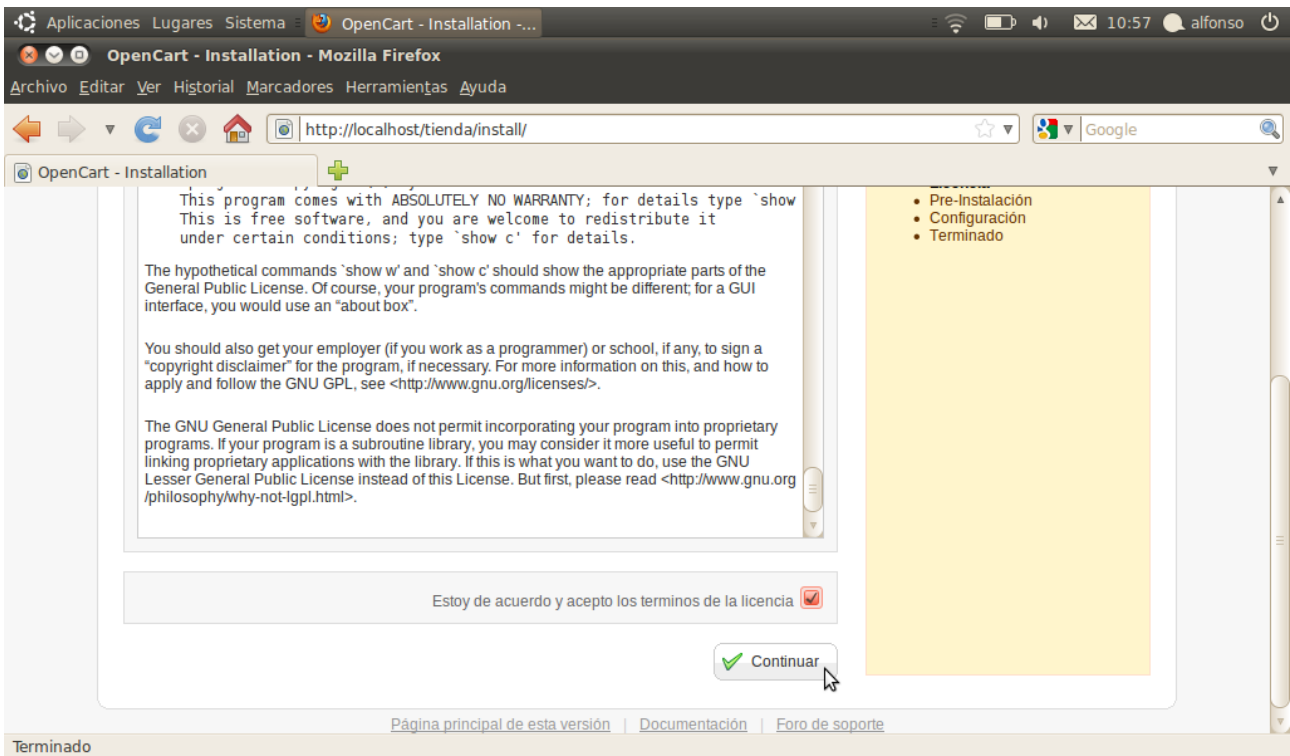 Aplicaciones Lugares Sistema
OpenCart - Installation -...
10:57 alfonso
OpenCart - Installation - Mozilla Firefox
Archivo Editar Ver Historial Marcadores Herramientas Ayuda
http://localhost/tienda/install/
Google
OpenCart - Installation
This program comes with ABSOLUTELY NO WARRANTY; for details type `show
This is free software, and you are welcome to redistribute it
under certain conditions; type `show c' for details.
The hypothetical commands `show w' and `show c' should show the appropriate parts of the
General Public License. Of course, your program's commands might be different; for a GUI
interface, you would use an “about box”.
You should also get your employer (if you work as a programmer) or school, if any, to sign a
“copyright disclaimer” for the program, if necessary. For more information on this, and how to
apply and follow the GNU GPL, see <http://www.gnu.org/licenses/>.
The GNU General Public License does not permit incorporating your program into proprietary
programs. If your program is a subroutine library, you may consider it more useful to permit
linking proprietary applications with the library. If this is what you want to do, use the GNU
Lesser General Public License instead of this License. But first, please read <http://www.gnu.org
/philosophy/why-not-lgpl.html>.
Estoy de acuerdo y acepto los terminos de la licencia
Continuar
Licencia
Pre-Instalación
Configuración
Terminado
Página principal de esta versión | Documentación | Foro de soporte
Terminado